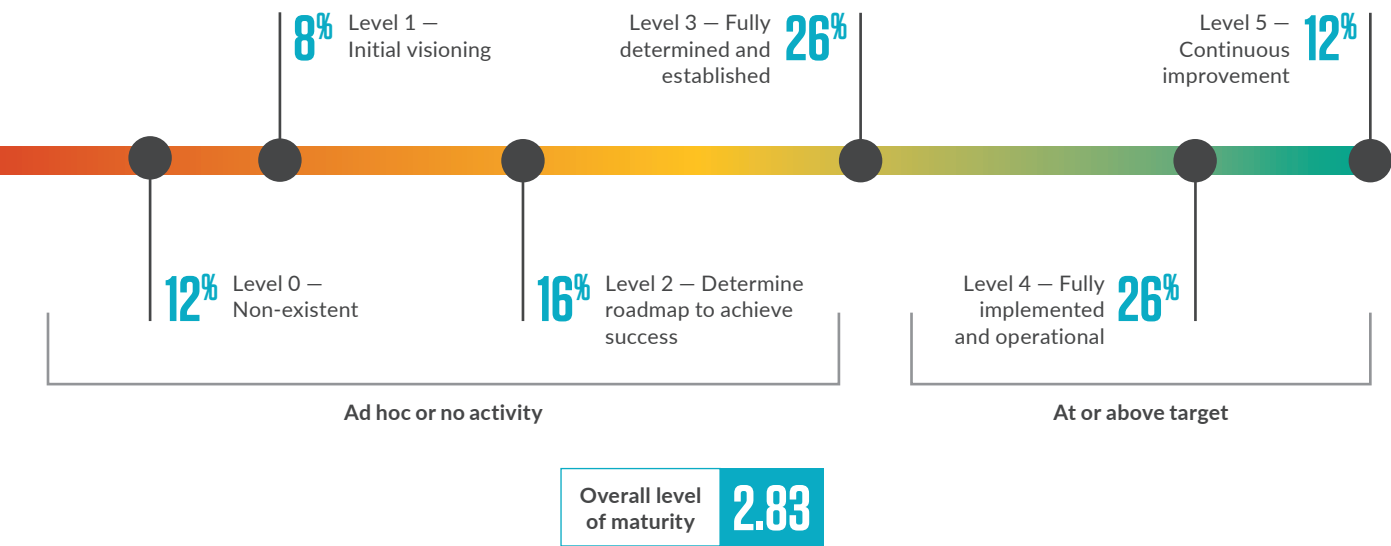 8%
Level 1 —
Initial visioning
Level 3 — Fully
determined and
established
26%
Level 5 —
Continuous
improvement
12%
12%
Level 0 —
Non-existent
16%
Level 2 — Determine
roadmap to achieve
success
Level 4 — Fully
implemented
and operational
26%
Ad hoc or no activity
At or above target
Overall level
of maturity
2.83